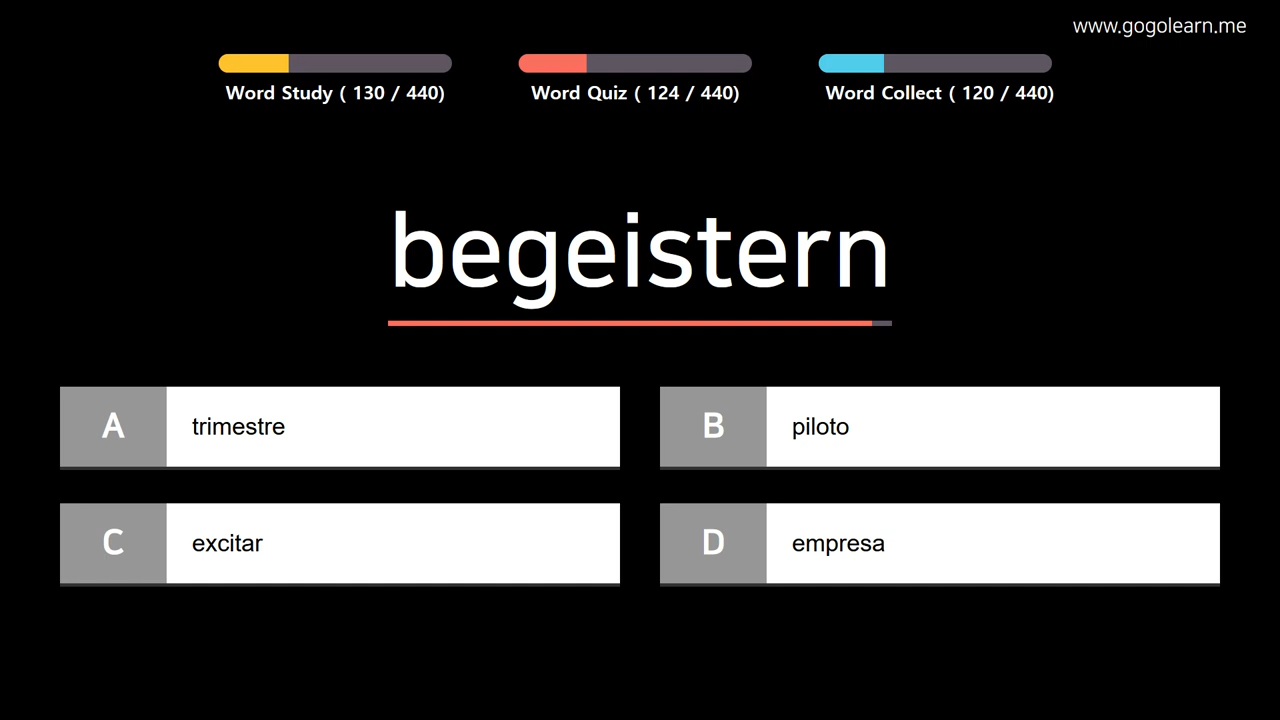 www.gogolearn.me
Word Study ( 130 / 440)
Word Quiz ( 124 / 440)
Word Collect ( 120 / 440)
begeistern
A trimestre
B piloto
C excitar
D empresa